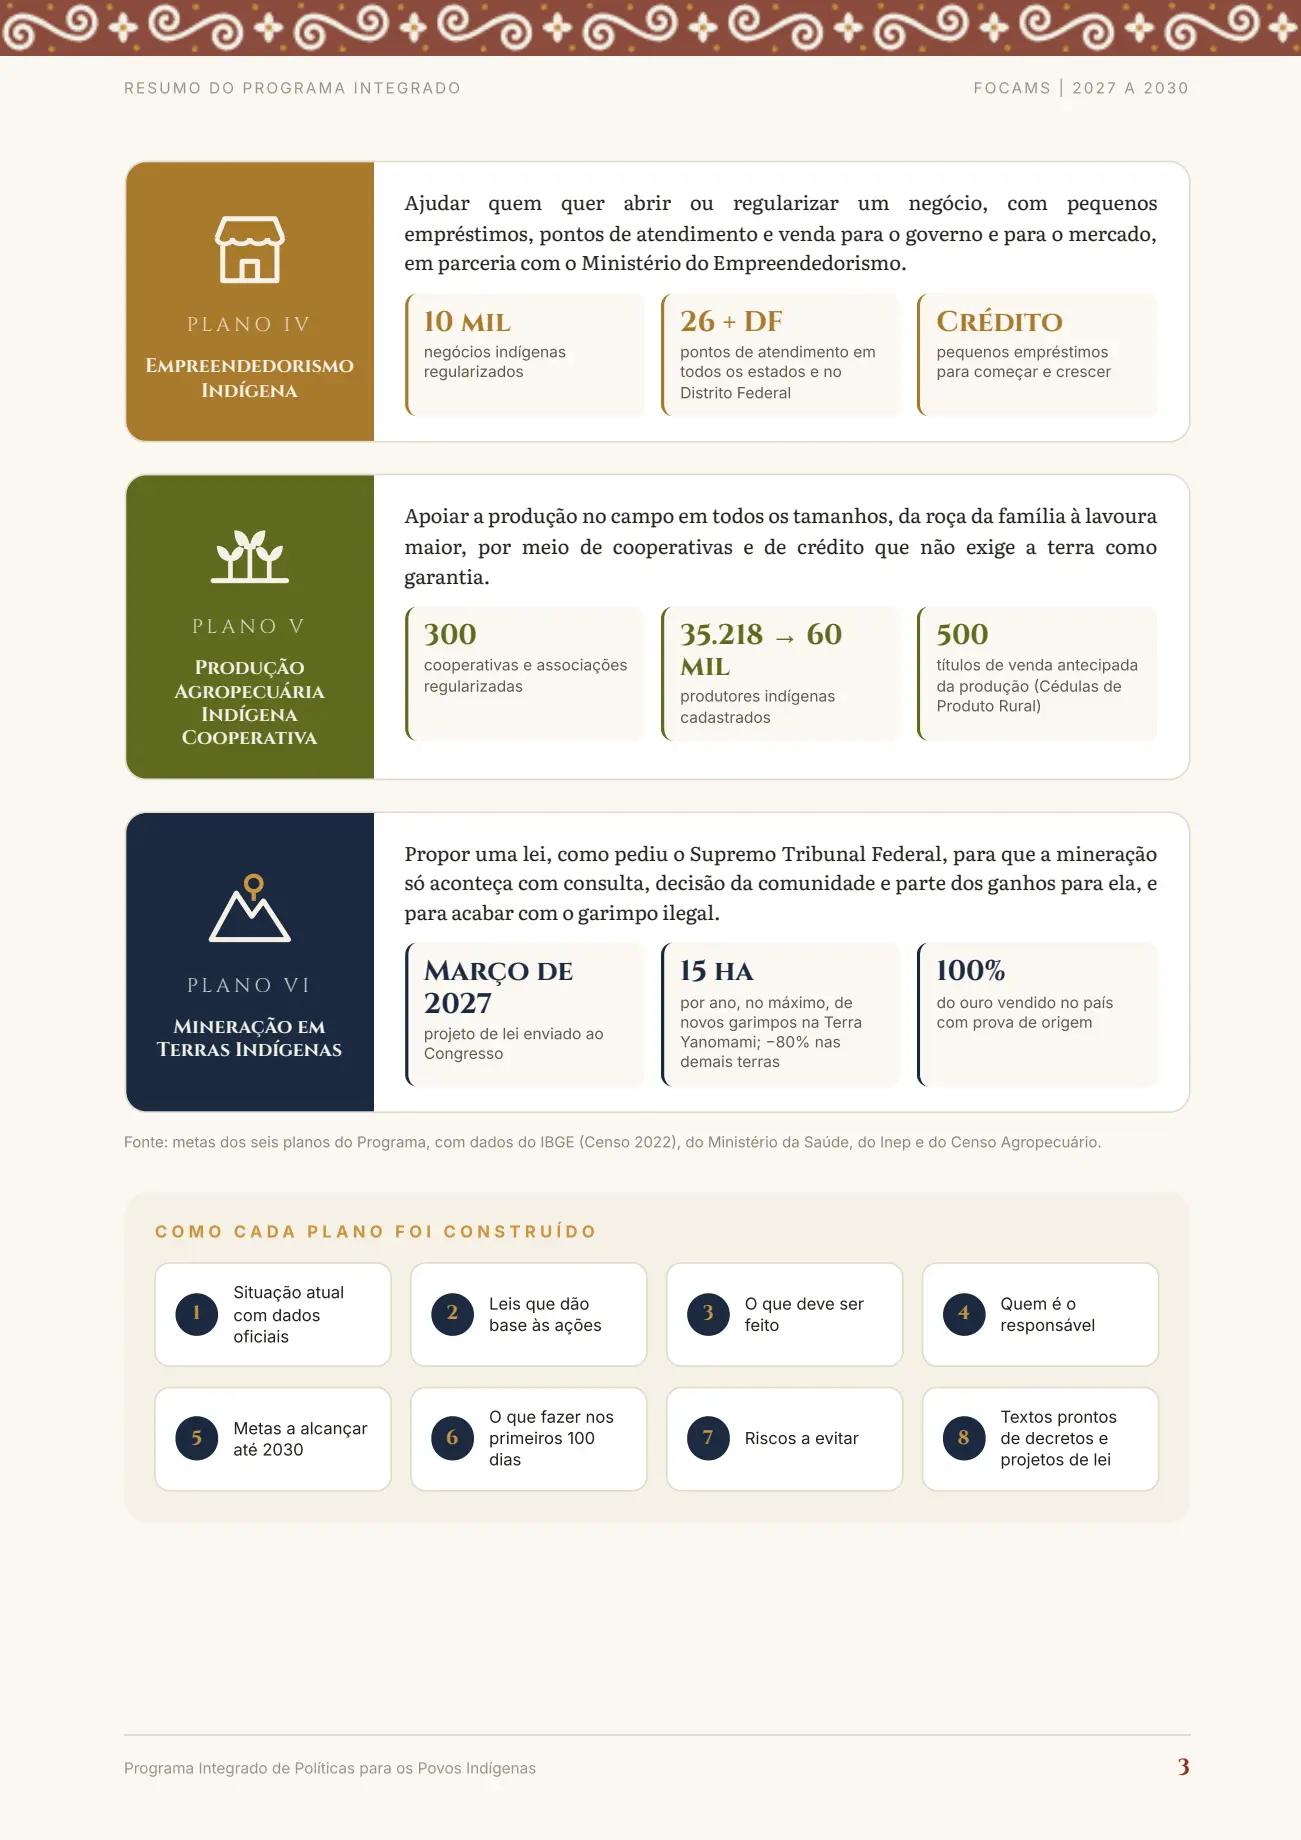 RESUMO DO PROGRAMA INTEGRADO
FOCAMS | 2027 A 2030
PLANO IV
Empreendedorismo
Indígena
Ajudar quem quer abrir ou regularizar um negócio, com pequenos
empréstimos, pontos de atendimento e venda para o governo e para o mercado,
em parceria com o Ministério do Empreendedorismo.
10 mil
negócios indígenas
regularizados
26 + DF
pontos de atendimento em
todos os estados e no
Distrito Federal
Crédito
pequenos empréstimos
para começar e crescer
PLANO V
Produção
Agropecuária
Indígena
Cooperativa
Apoiar a produção no campo em todos os tamanhos, da roça da família à lavoura
maior, por meio de cooperativas e de crédito que não exige a terra como
garantia.
300
cooperativas e associações
regularizadas
35.218 → 60
mil
produtores indígenas
cadastrados
500
títulos de venda antecipada
da produção (Cédulas de
Produto Rural)
PLANO VI
Mineração em
Terras Indígenas
Propor uma lei, como pediu o Supremo Tribunal Federal, para que a mineração
só aconteça com consulta, decisão da comunidade e parte dos ganhos para ela, e
para acabar com o garimpo ilegal.
Março de
2027
projeto de lei enviado ao
Congresso
15 ha
por ano, no máximo, de
novos garimpos na Terra
Yanomami; −80% nas
demais terras
100%
do ouro vendido no país
com prova de origem
Fonte: metas dos seis planos do Programa, com dados do IBGE (Censo 2022), do Ministério da Saúde, do Inep e do Censo Agropecuário.
COMO CADA PLANO FOI CONSTRUÍDO
1
Situação atual
com dados
oficiais
2
Leis que dão
base às ações
3
O que deve ser
feito
4
Quem é o
responsável
5
Metas a alcançar
até 2030
6
O que fazer nos
primeiros 100
dias
7
Riscos a evitar
8
Textos prontos
de decretos e
projetos de lei
Programa Integrado de Políticas para os Povos Indígenas
3